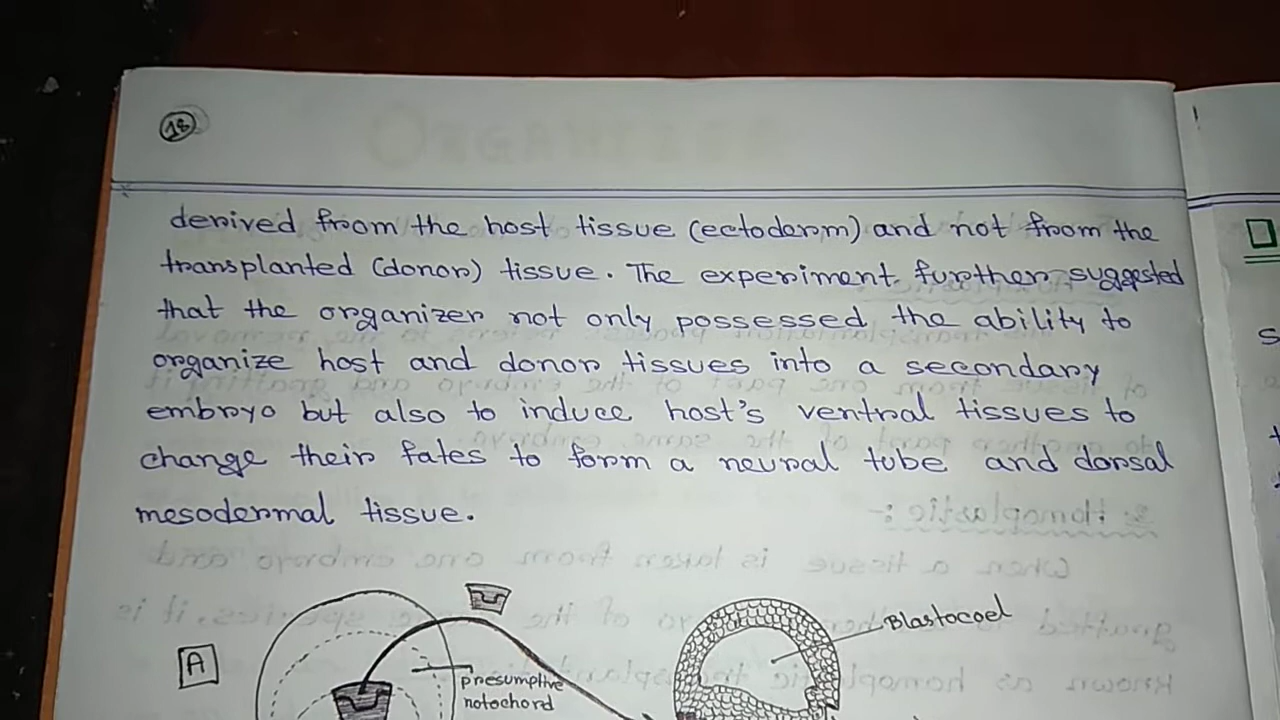 18
derived from the host tissue (ectoderm) and not from the
transplanted (donor) tissue. The experiment further suggested
that the organizer not only possessed the ability to
organize host and donor tissues into a secondary
embryo but also to induce host's ventral tissues to
change their fates to form a neural tube and dorsal
mesodermal tissue.
Blastocoel
A
presumptive
notochord